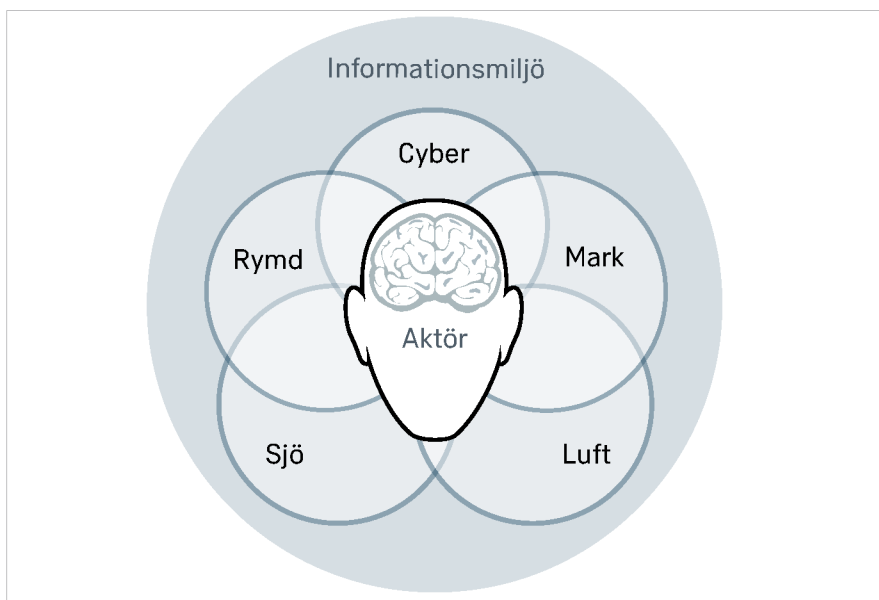 Informationsmiljö
Cyber
Rymd
Mark
Aktör
Sjö
Luft